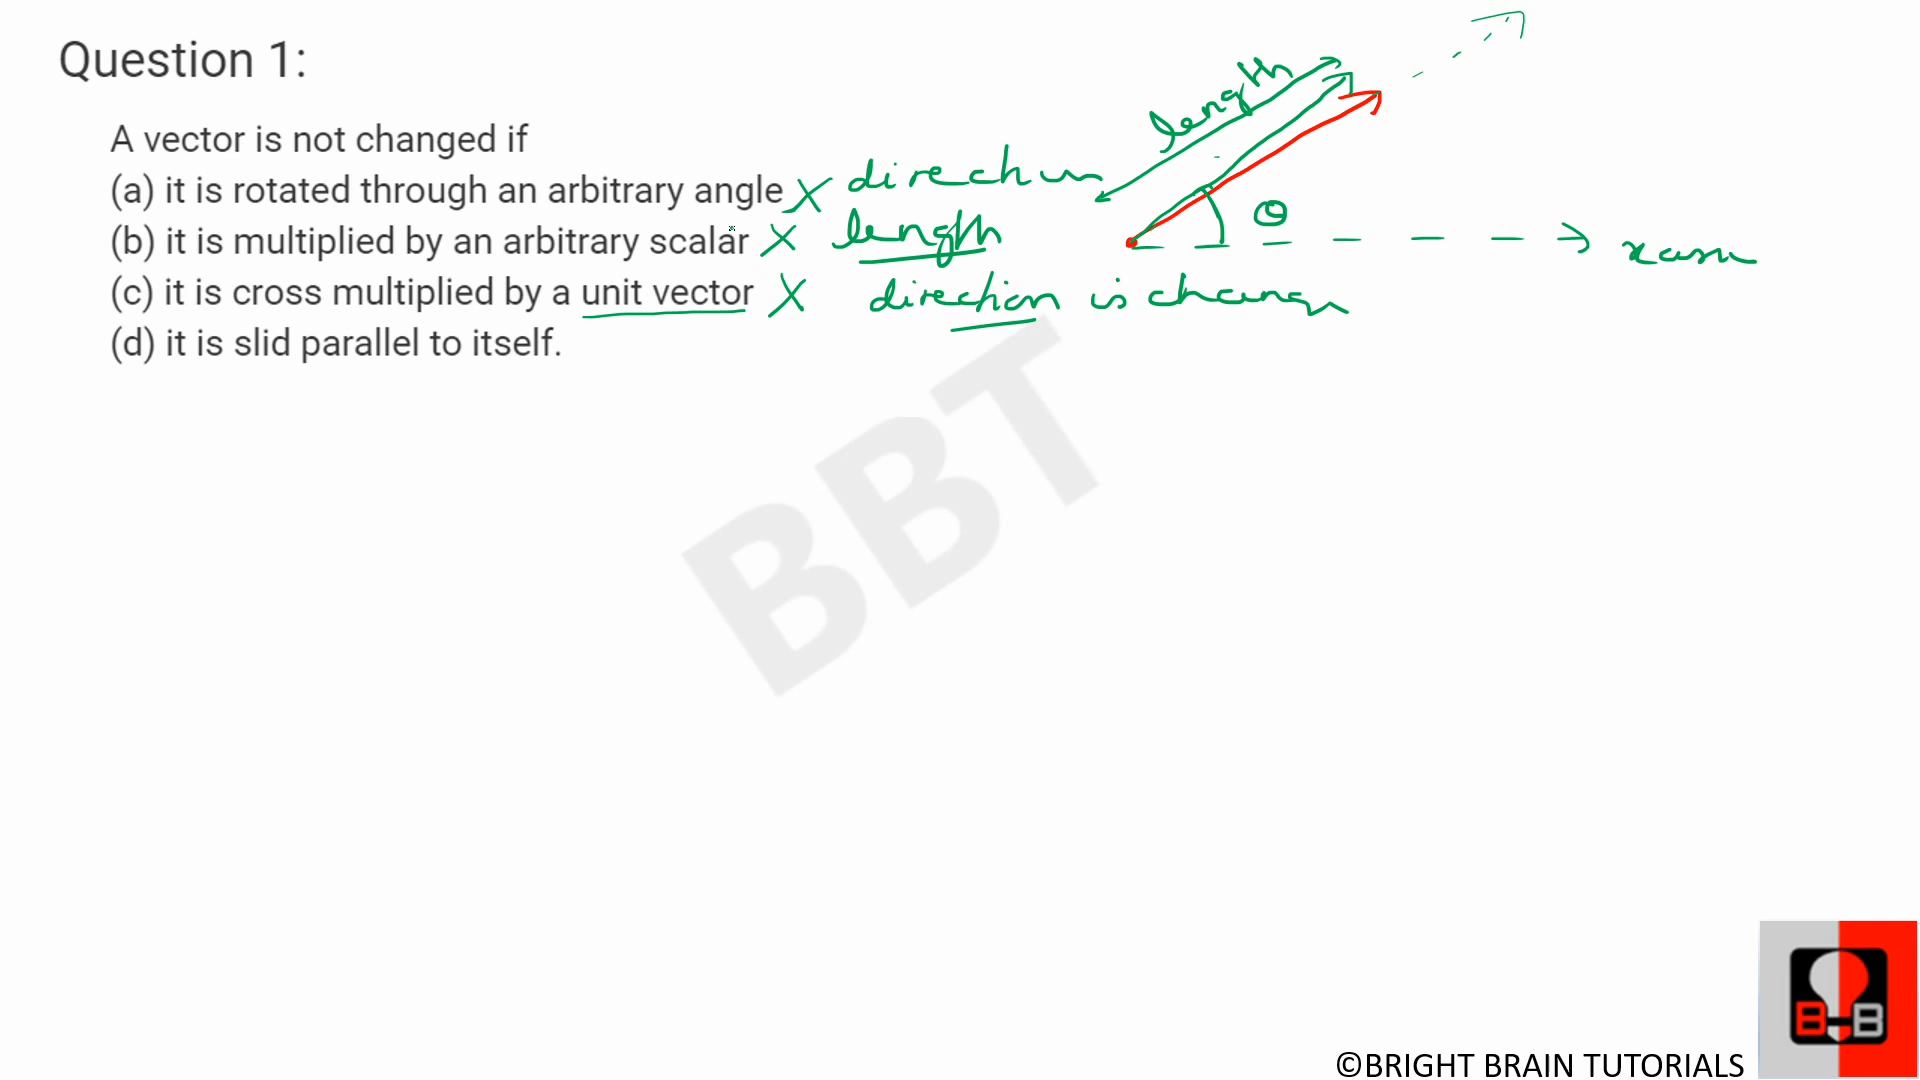 Question 1:
A vector is not changed if
(a) it is rotated through an arbitrary angle X direction
(b) it is multiplied by an arbitrary scalar X length
(c) it is cross multiplied by a unit vector X direction is chang
(d) it is slid parallel to itself.
length
θ
BBT
B B
©BRIGHT BRAIN TUTORIALS